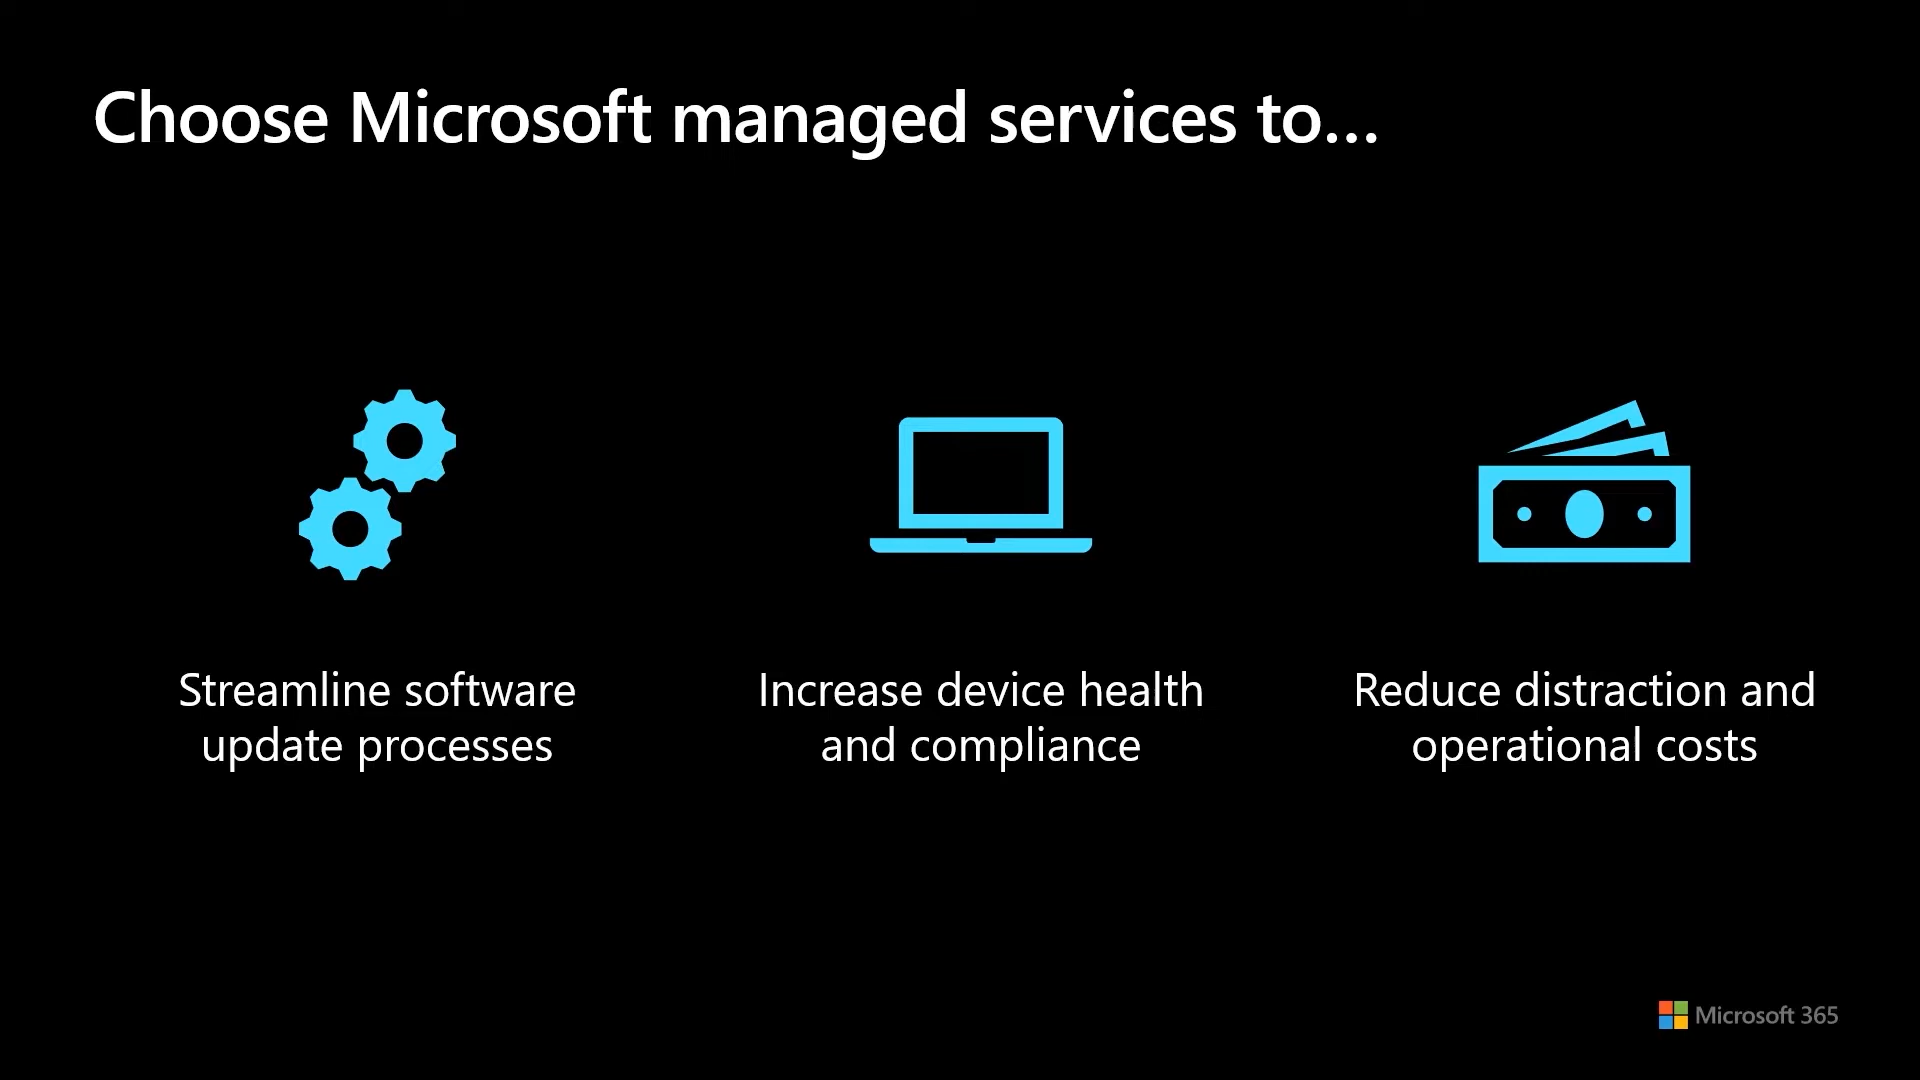 Choose Microsoft managed services to...
Streamline software
update processes
Increase device health
and compliance
Reduce distraction and
operational costs
Microsoft 365